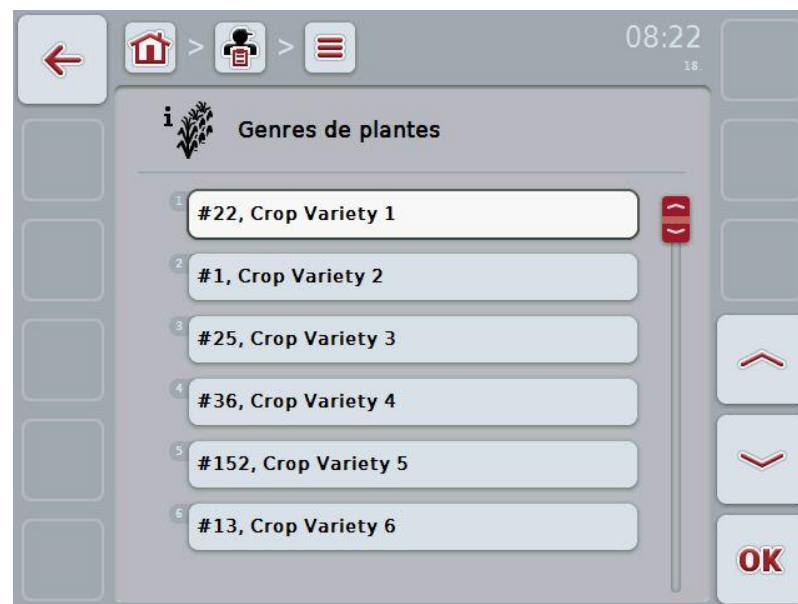 08:22
18.
i
Genres de plantes
1
#22, Crop Variety 1
2
#1, Crop Variety 2
3
#25, Crop Variety 3
4
#36, Crop Variety 4
5
#152, Crop Variety 5
6
#13, Crop Variety 6
OK